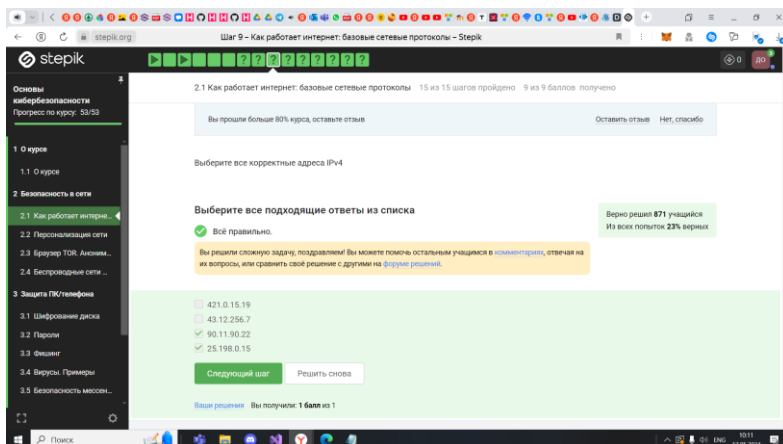 stepik.org
Шаг 9 – Как работает интернет: базовые сетевые протоколы – Stepik
stepik
0
ДО
Основы кибербезопасности
Прогресс по курсу: 53/53
2.1 Как работает интернет: базовые сетевые протоколы 15 из 15 шагов пройдено 9 из 9 баллов получено
Вы прошли больше 80% курса, оставьте отзыв
Оставить отзыв Нет, спасибо
1 О курсе
1.1 О курсе
2 Безопасность в сети
2.1 Как работает интерне...
2.2 Персонализация сети
2.3 Браузер TOR. Аноним...
2.4 Беспроводные сети ...
3 Защита ПК/телефона
3.1 Шифрование диска
3.2 Пароли
3.3 Фишинг
3.4 Вирусы. Примеры
3.5 Безопасность мессен...
Выберите все корректные адреса IPv4
Выберите все подходящие ответы из списка
Всё правильно.
Верно решил 871 учащийся
Из всех попыток 23% верных
Вы решили сложную задачу, поздравляем! Вы можете помочь остальным учащимся в комментариях, отвечая на
их вопросы, или сравнить своё решение с другими на форуме решений.
421.0.15.19
43.12.256.7
90.11.90.22
25.198.0.15
Следующий шаг
Решить снова
Ваши решения Вы получили: 1 балл из 1
Поиск
ENG
10:11